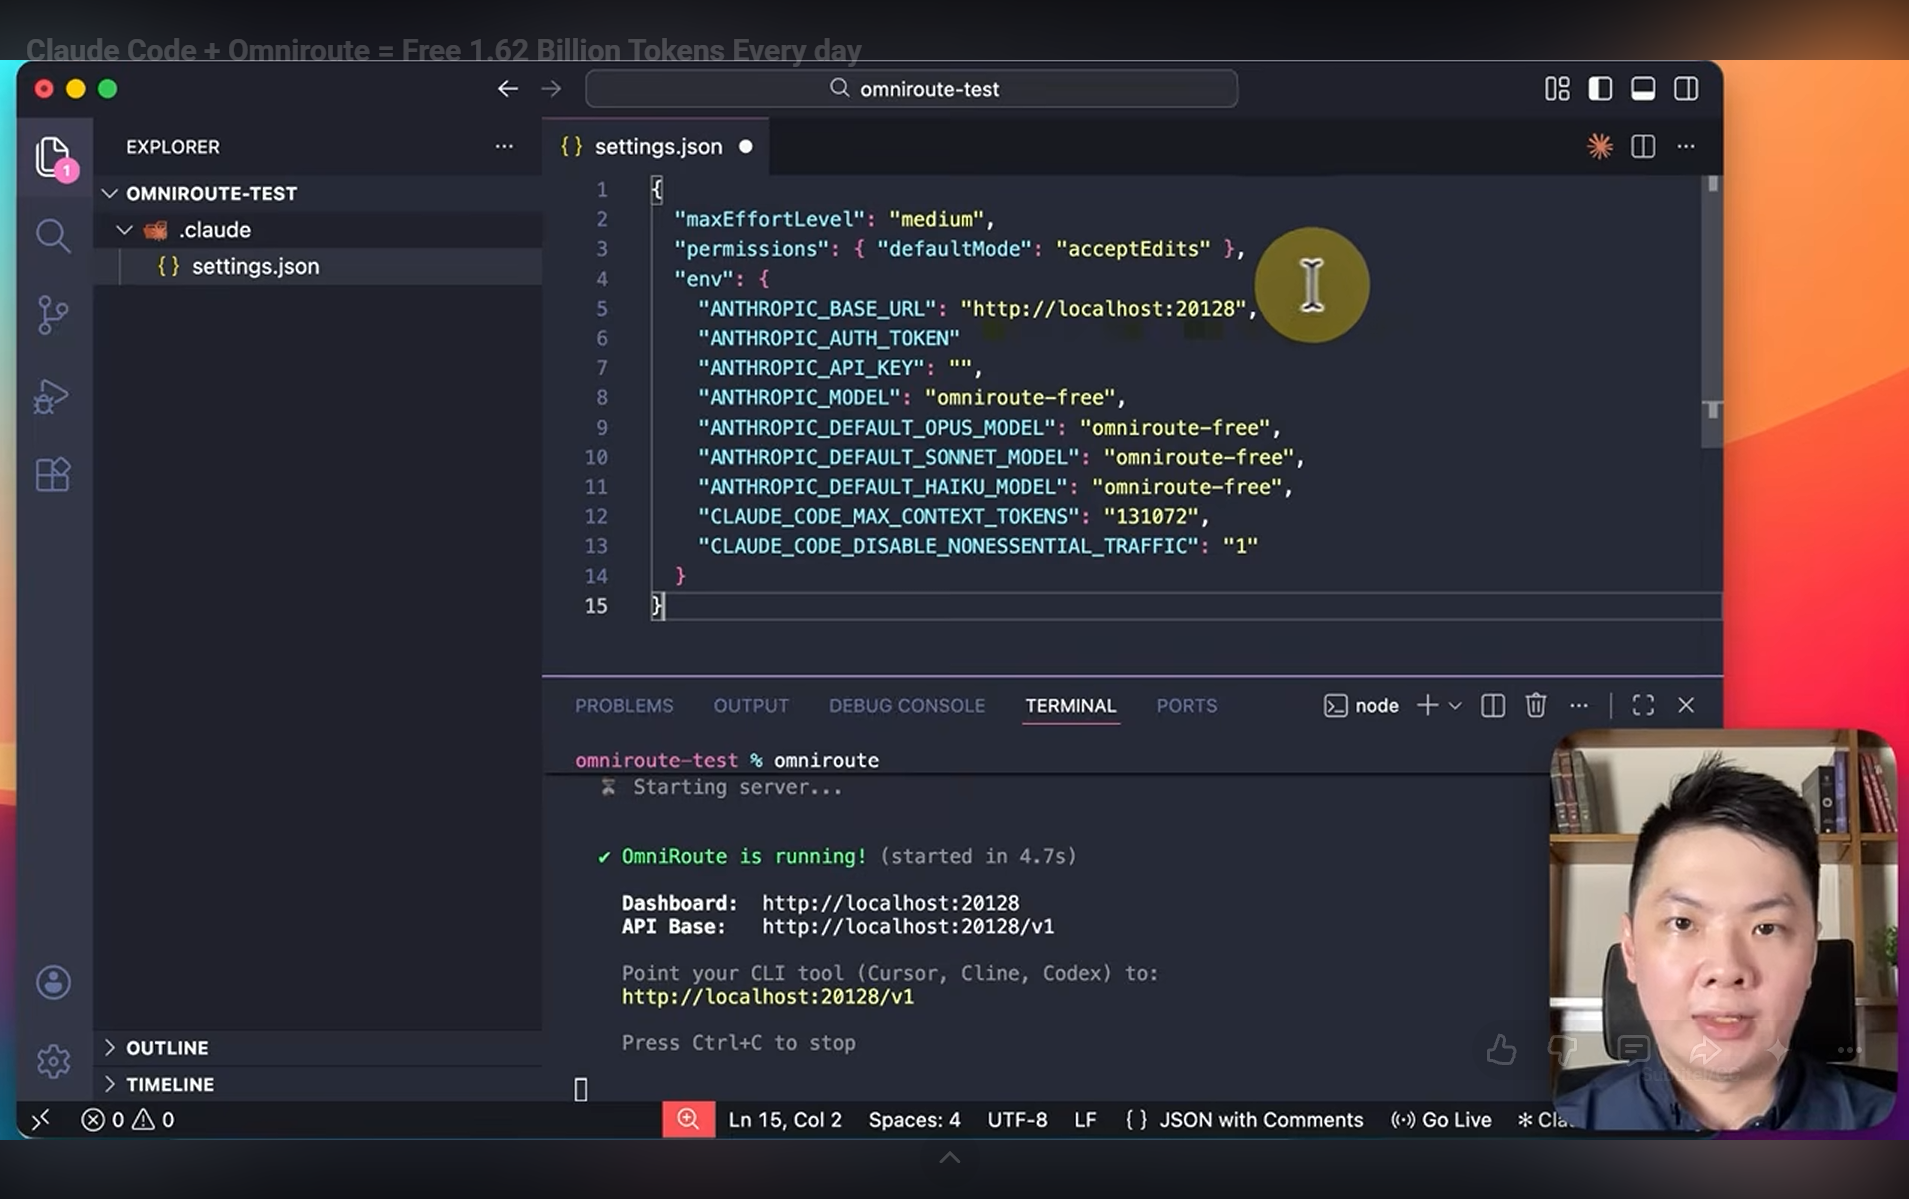 Claude Code + Omniroute = Free 1.62 Billion Tokens Every day
omniroute-test
EXPLORER
settings.json
1
OMNIROUTE-TEST
.claude
settings.json
1 {
2 "maxEffortLevel": "medium",
3 "permissions": { "defaultMode": "acceptEdits" },
4 "env": {
5 "ANTHROPIC_BASE_URL": "http://localhost:20128",
6 "ANTHROPIC_AUTH_TOKEN"
7 "ANTHROPIC_API_KEY": "",
8 "ANTHROPIC_MODEL": "omniroute-free",
9 "ANTHROPIC_DEFAULT_OPUS_MODEL": "omniroute-free",
10 "ANTHROPIC_DEFAULT_SONNET_MODEL": "omniroute-free",
11 "ANTHROPIC_DEFAULT_HAIKU_MODEL": "omniroute-free",
12 "CLAUDE_CODE_MAX_CONTEXT_TOKENS": "131072",
13 "CLAUDE_CODE_DISABLE_NONESSENTIAL_TRAFFIC": "1"
14 }
15 }
PROBLEMS OUTPUT DEBUG CONSOLE TERMINAL PORTS node
omniroute-test % omniroute
Starting server...
✔ OmniRoute is running! (started in 4.7s)
Dashboard: http://localhost:20128
API Base: http://localhost:20128/v1
Point your CLI tool (Cursor, Cline, Codex) to:
http://localhost:20128/v1
Press Ctrl+C to stop
OUTLINE
TIMELINE
0 0 Ln 15, Col 2 Spaces: 4 UTF-8 LF {} JSON with Comments Go Live